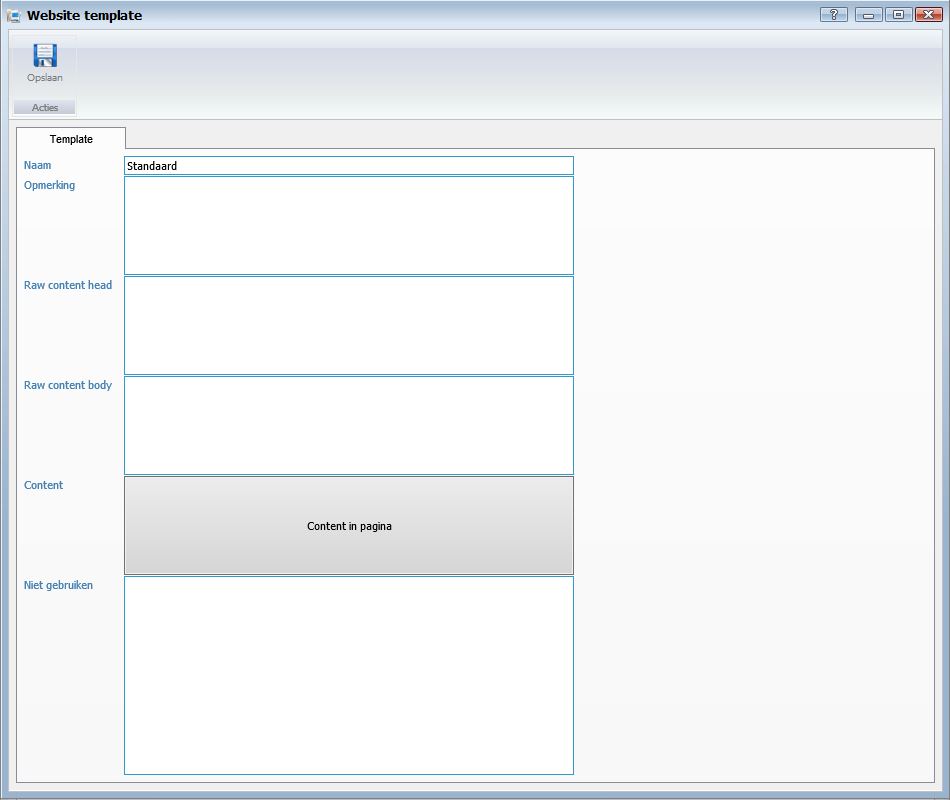 Website template
?
Opslaan
Acties
Template
Naam
Standaard
Opmerking
Raw content head
Raw content body
Content
Content in pagina
Niet gebruiken